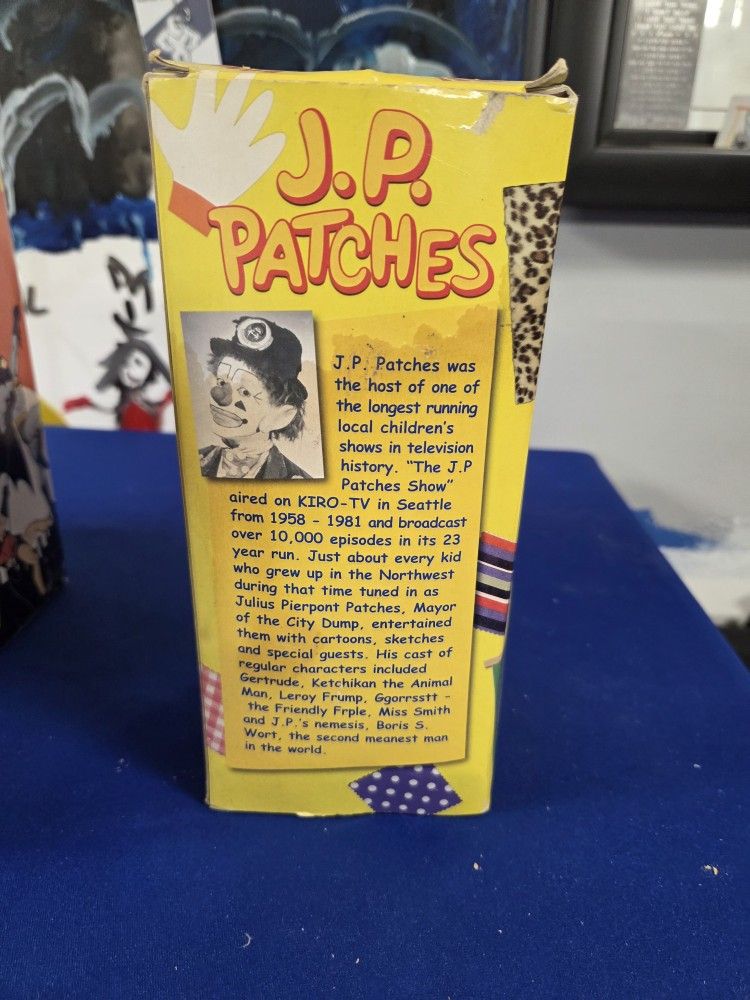 J.P.
PATCHES
J.P. Patches was
the host of one of
the longest running
local children's
shows in television
history. "The J.P
Patches Show"
aired on KIRO-TV in Seattle
from 1958 - 1981 and broadcast
over 10,000 episodes in its 23
year run. Just about every kid
who grew up in the Northwest
during that time tuned in as
Julius Pierpont Patches, Mayor
of the City Dump, entertained
them with cartoons, sketches
and special guests. His cast of
regular characters included
Gertrude, Ketchikan the Animal
Man, Leroy Frump, Ggorrsstt -
the Friendly Frple, Miss Smith
and J.P.'s nemesis, Boris S.
Wort, the second meanest man
in the world.